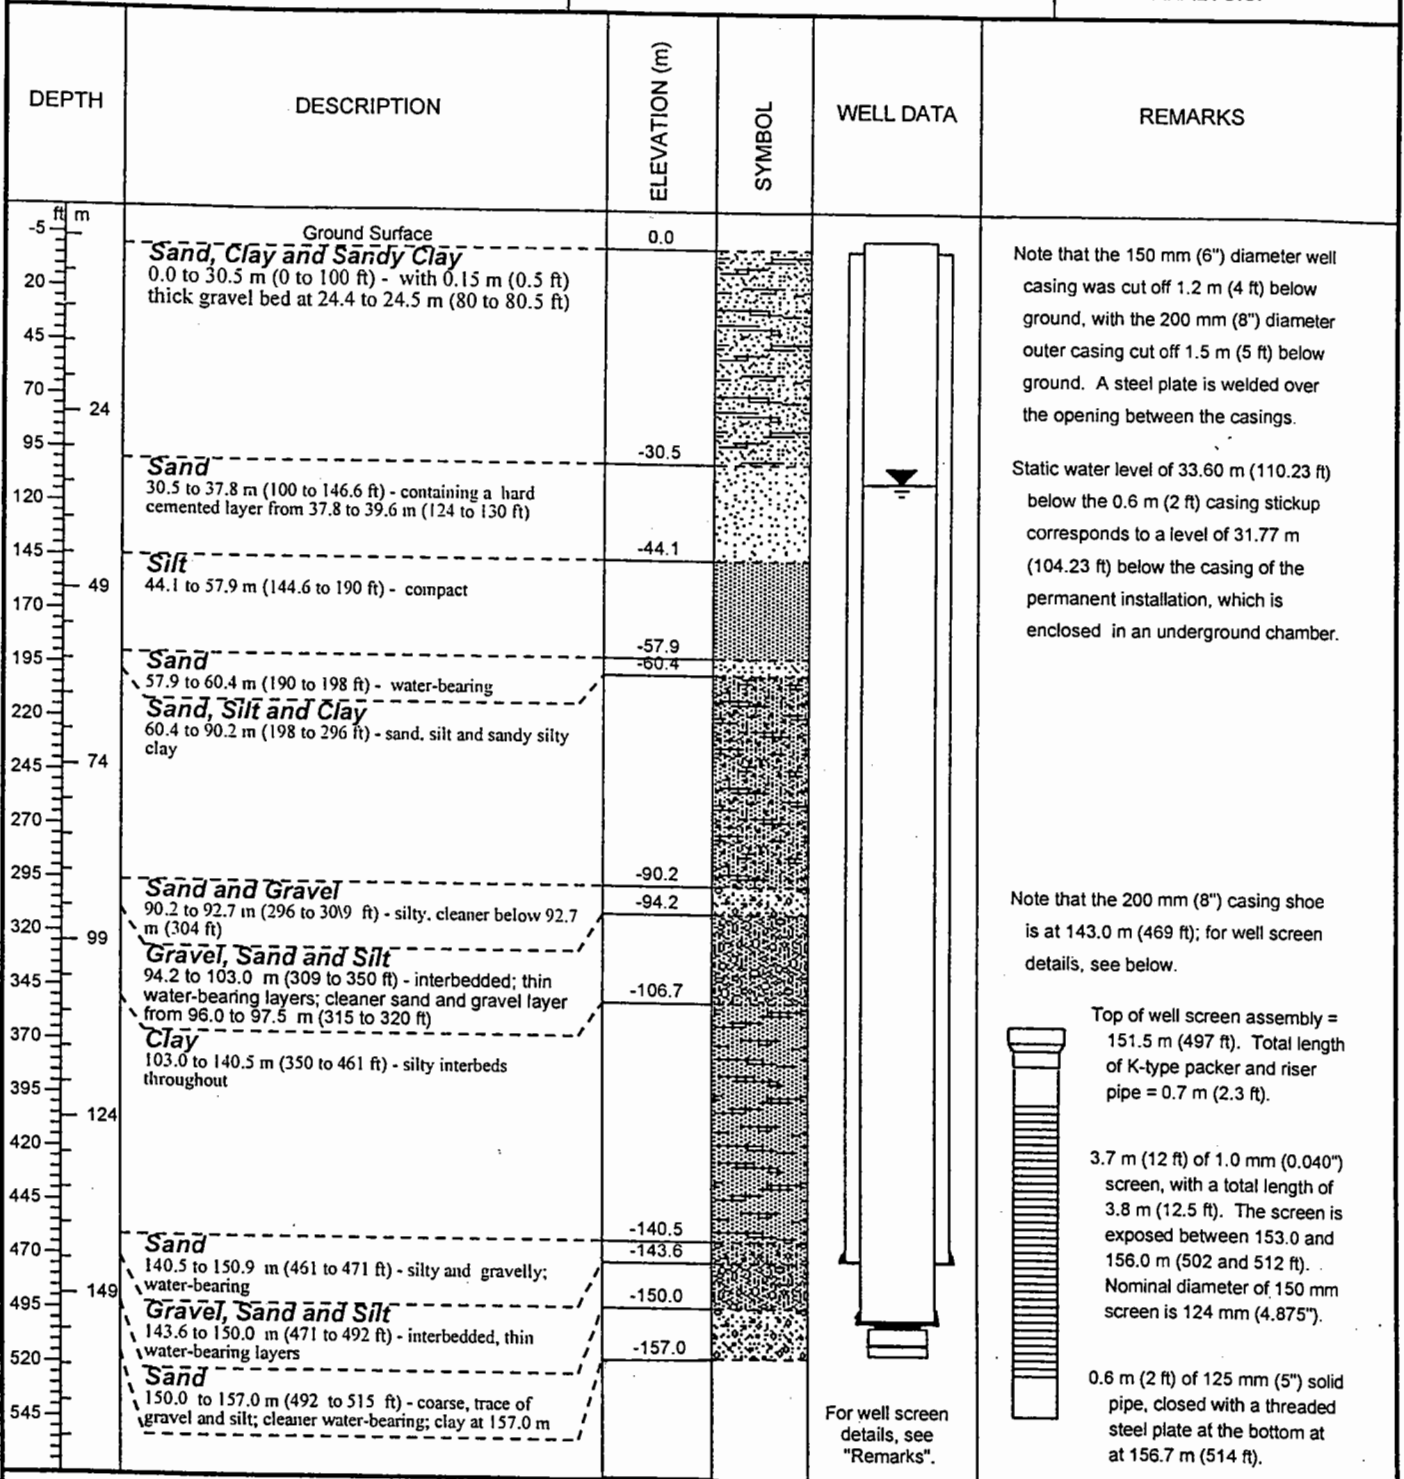 DEPTH
DESCRIPTION
ELEVATION (m)
SYMBOL
WELL DATA
REMARKS
ft m
-5
20
45
70
24
95
120
145
49
170
195
220
74
245
270
295
320
99
345
370
395
124
420
445
470
149
495
520
545
Ground Surface
Sand, Clay and Sandy Clay
0.0 to 30.5 m (0 to 100 ft) - with 0.15 m (0.5 ft)
thick gravel bed at 24.4 to 24.5 m (80 to 80.5 ft)
Sand
30.5 to 37.8 m (100 to 146.6 ft) - containing a hard
cemented layer from 37.8 to 39.6 m (124 to 130 ft)
Silt
44.1 to 57.9 m (144.6 to 190 ft) - compact
Sand
57.9 to 60.4 m (190 to 198 ft) - water-bearing
Sand, Silt and Clay
60.4 to 90.2 m (198 to 296 ft) - sand, silt and sandy silty
clay
Sand and Gravel
90.2 to 92.7 m (296 to 30\9 ft) - silty, cleaner below 92.7
m (304 ft)
Gravel, Sand and Silt
94.2 to 103.0 m (309 to 350 ft) - interbedded; thin
water-bearing layers; cleaner sand and gravel layer
from 96.0 to 97.5 m (315 to 320 ft)
Clay
103.0 to 140.5 m (350 to 461 ft) - silty interbeds
throughout
Sand
140.5 to 150.9 m (461 to 471 ft) - silty and gravelly;
water-bearing
Gravel, Sand and Silt
143.6 to 150.0 m (471 to 492 ft) - interbedded, thin
water-bearing layers
Sand
150.0 to 157.0 m (492 to 515 ft) - coarse, trace of
gravel and silt; cleaner water-bearing; clay at 157.0 m
0.0
-30.5
-44.1
-57.9
-60.4
-90.2
-94.2
-106.7
-140.5
-143.6
-150.0
-157.0
For well screen
details, see
"Remarks".
Note that the 150 mm (6") diameter well
casing was cut off 1.2 m (4 ft) below
ground, with the 200 mm (8") diameter
outer casing cut off 1.5 m (5 ft) below
ground. A steel plate is welded over
the opening between the casings.
Static water level of 33.60 m (110.23 ft)
below the 0.6 m (2 ft) casing stickup
corresponds to a level of 31.77 m
(104.23 ft) below the casing of the
permanent installation, which is
enclosed in an underground chamber.
Note that the 200 mm (8") casing shoe
is at 143.0 m (469 ft); for well screen
details, see below.
Top of well screen assembly =
151.5 m (497 ft). Total length
of K-type packer and riser
pipe = 0.7 m (2.3 ft).
3.7 m (12 ft) of 1.0 mm (0.040")
screen, with a total length of
3.8 m (12.5 ft). The screen is
exposed between 153.0 and
156.0 m (502 and 512 ft).
Nominal diameter of 150 mm
screen is 124 mm (4.875").
0.6 m (2 ft) of 125 mm (5") solid
pipe, closed with a threaded
steel plate at the bottom at
at 156.7 m (514 ft).